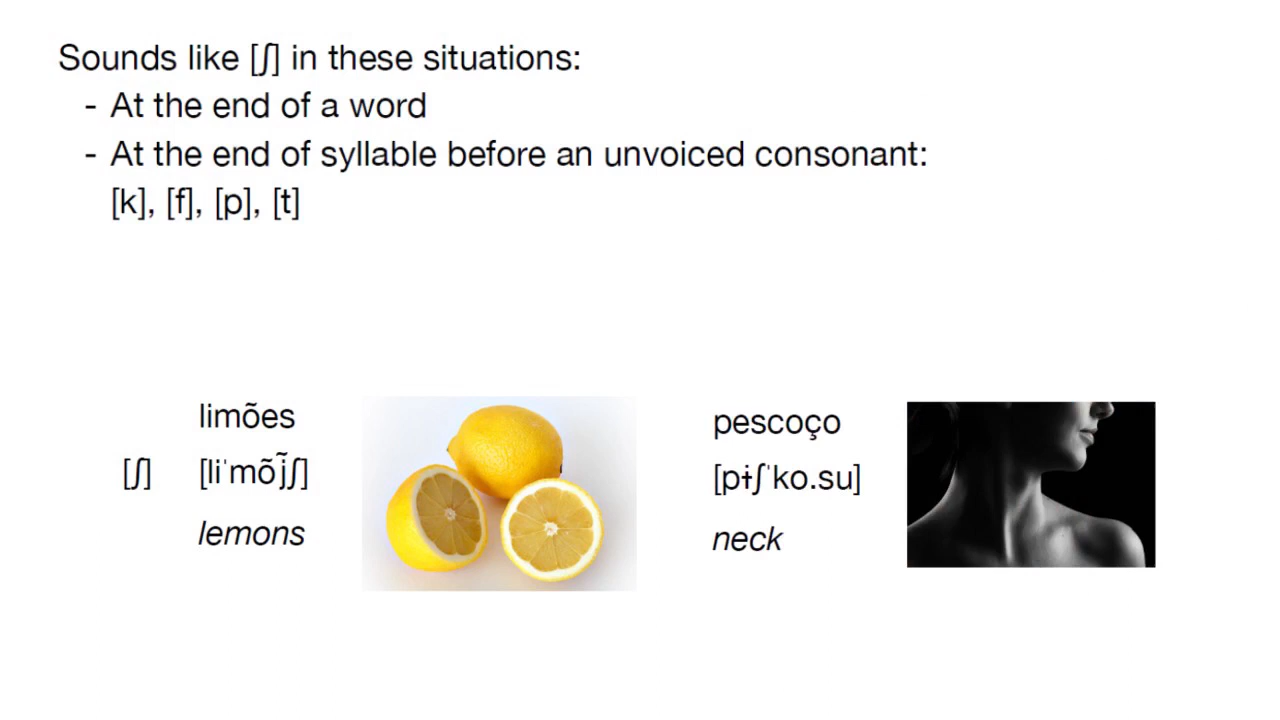 Sounds like [ʃ] in these situations:
- At the end of a word
- At the end of syllable before an unvoiced consonant:
[k], [f], [p], [t]
limões
[ʃ] [liˈmõj̃ʃ]
lemons
pescoço
[pɨʃˈko.su]
neck